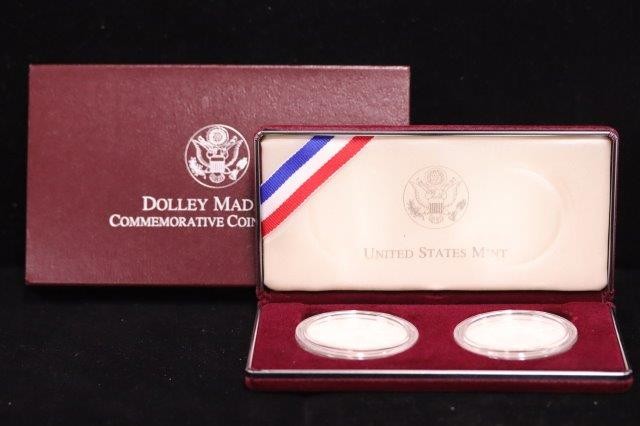 DOLLEY MAD
COMMEMORATIVE COIN
UNITED STATES MINT